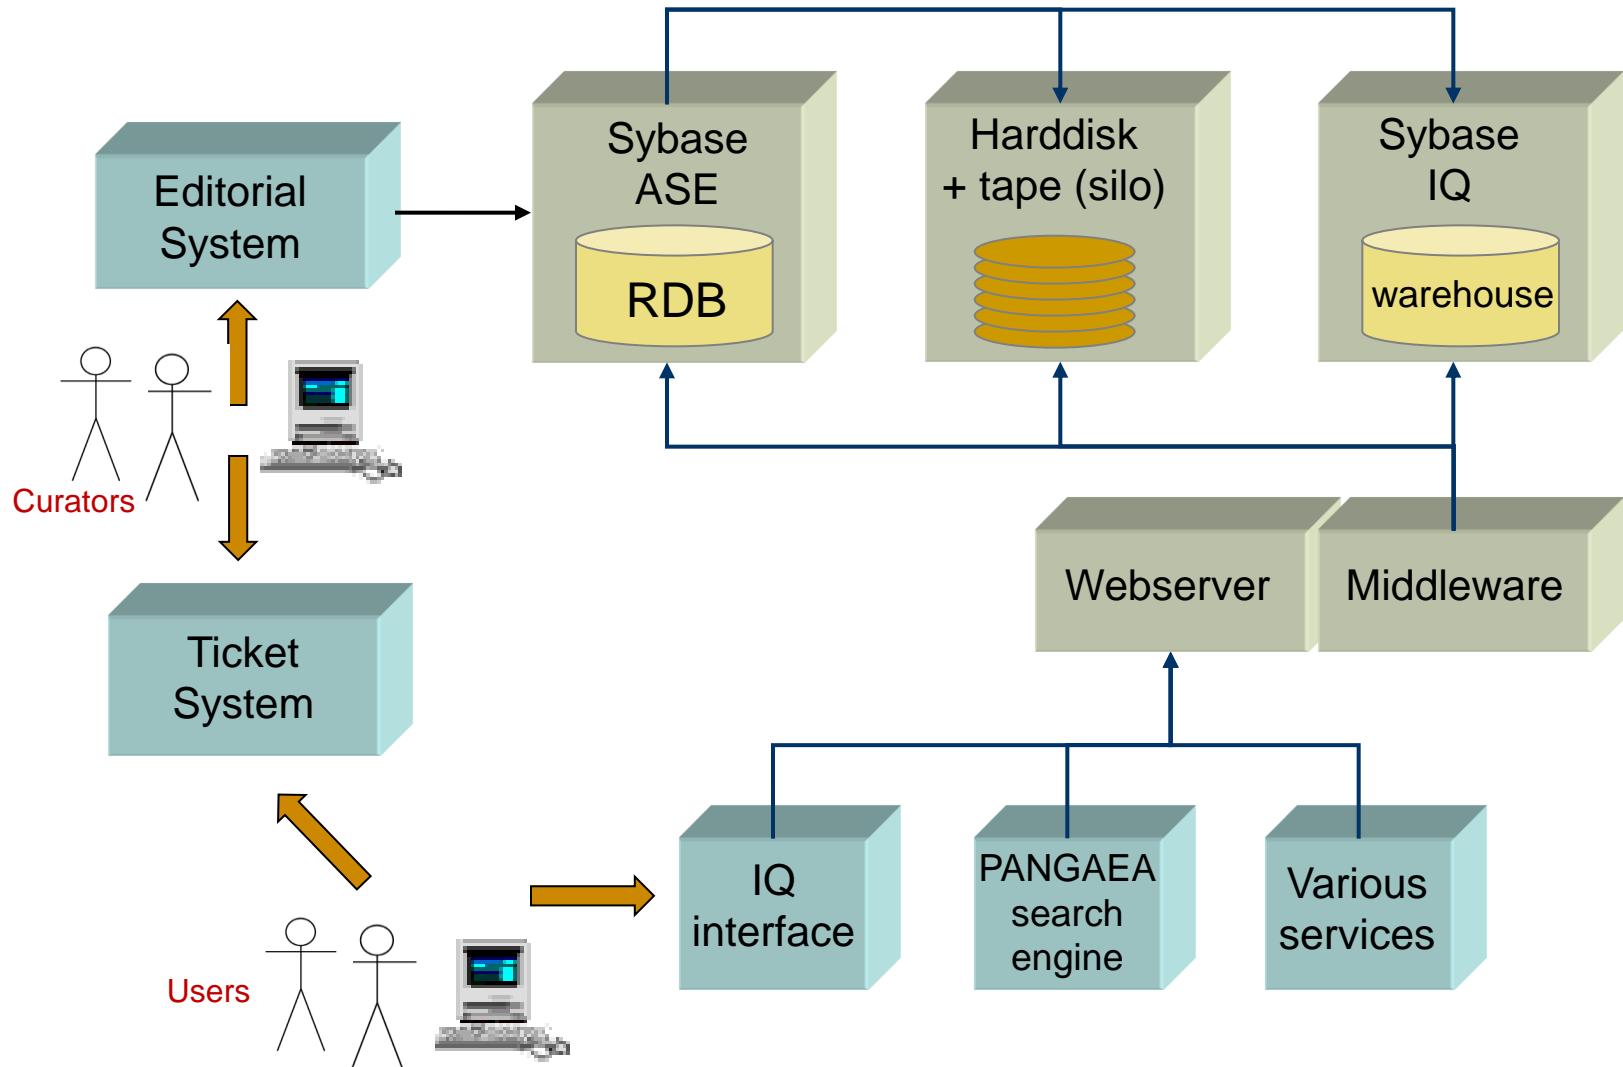 Sybase
ASE
RDB
Harddisk
+ tape (silo)
Sybase
IQ
warehouse
Editorial
System
Curators
Webserver
Middleware
Ticket
System
IQ
interface
PANGAEA
search
engine
Various
services
Users